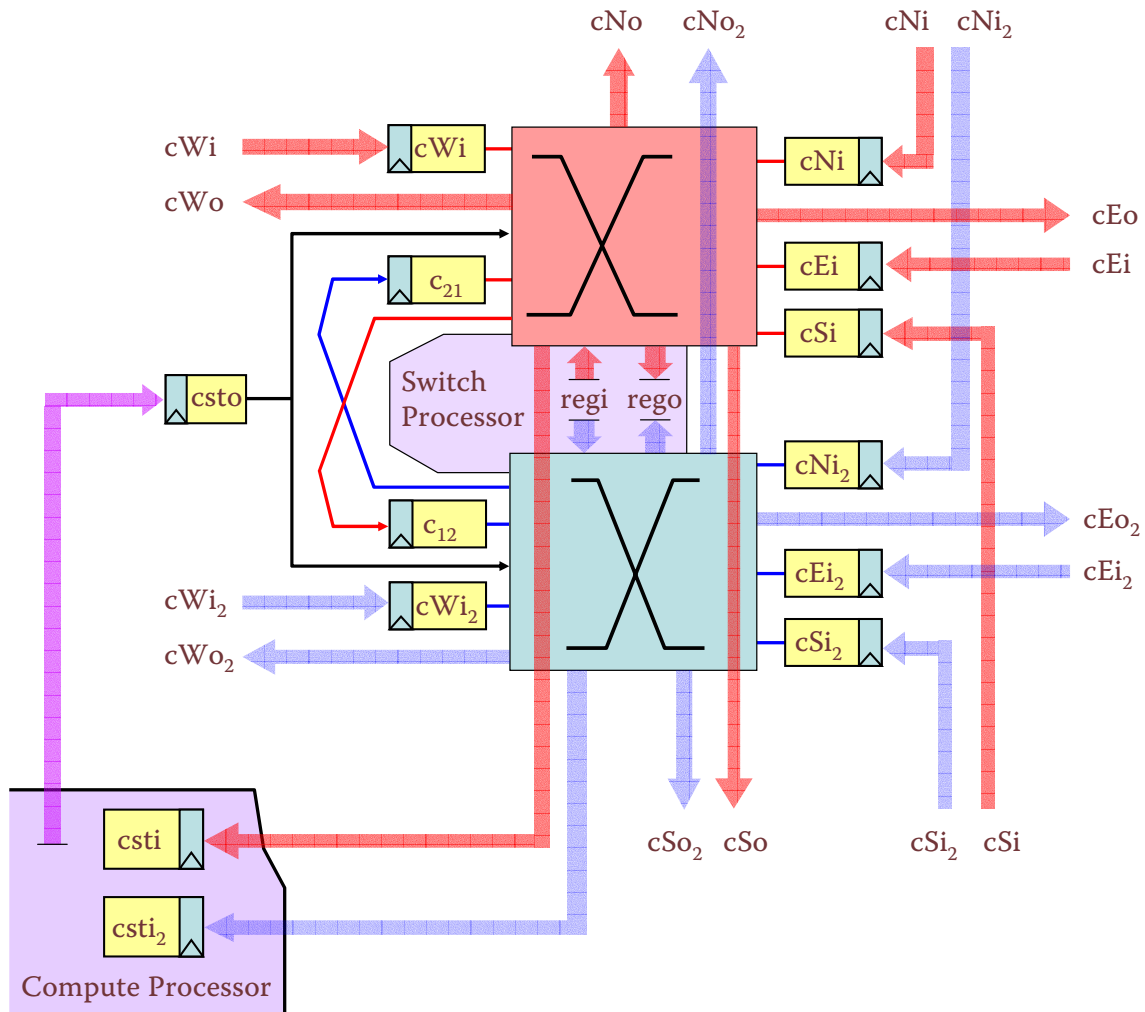 cNo
cNo₂
cNi
cNi₂
cWi
cWi
cNi
cWo
cEo
cEi
cEi
c₂₁
cSi
Switch
Processor
regi
rego
csto
cNi₂
c₁₂
cEo₂
cEi₂
cEi₂
cWi₂
cWi₂
cSi₂
cWo₂
csti
cSo₂
cSo
cSi₂
cSi
csti₂
Compute Processor